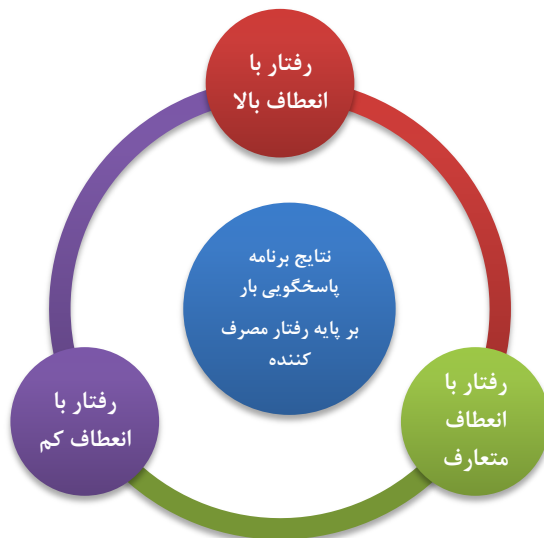 رفتار با
انعطاف بالا
نتایج برنامه
پاسخگویی بار
بر پایه رفتار مصرف
کننده
رفتار با
انعطاف
متعارف
رفتار با
انعطاف کم